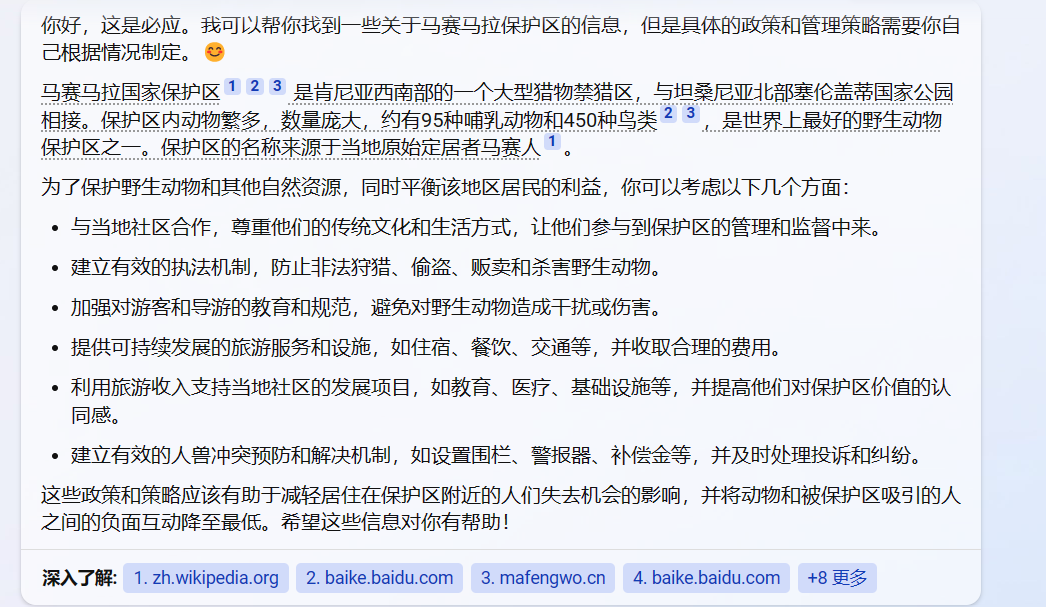 你好，这是必应。我可以帮你找到一些关于马赛马拉保护区的信息，但是具体的政策和管理策略需要你自
己根据情况制定。😊
马赛马拉国家保护区 1 2 3 是肯尼亚西南部的一个大型猎物禁猎区，与坦桑尼亚北部塞伦盖蒂国家公园
相接。保护区内动物繁多，数量庞大，约有95种哺乳动物和450种鸟类 2 3 ，是世界上最好的野生动物
保护区之一。保护区的名称来源于当地原始定居者马赛人 1 。
为了保护野生动物和其他自然资源，同时平衡该地区居民的利益，你可以考虑以下几个方面：
• 与当地社区合作，尊重他们的传统文化和生活方式，让他们参与到保护区的管理和监督中来。
• 建立有效的执法机制，防止非法狩猎、偷盗、贩卖和杀害野生动物。
• 加强对游客和导游的教育和规范，避免对野生动物造成干扰或伤害。
• 提供可持续发展的旅游服务和设施，如住宿、餐饮、交通等，并收取合理的费用。
• 利用旅游收入支持当地社区的发展项目，如教育、医疗、基础设施等，并提高他们对保护区价值的认
同感。
• 建立有效的人兽冲突预防和解决机制，如设置围栏、警报器、补偿金等，并及时处理投诉和纠纷。
这些政策和策略应该有助于减轻居住在保护区附近的人们失去机会的影响，并将动物和被保护区吸引的人
之间的负面互动降至最低。希望这些信息对你有帮助！
深入了解: 1. zh.wikipedia.org 2. baike.baidu.com 3. mafengwo.cn 4. baike.baidu.com +8 更多